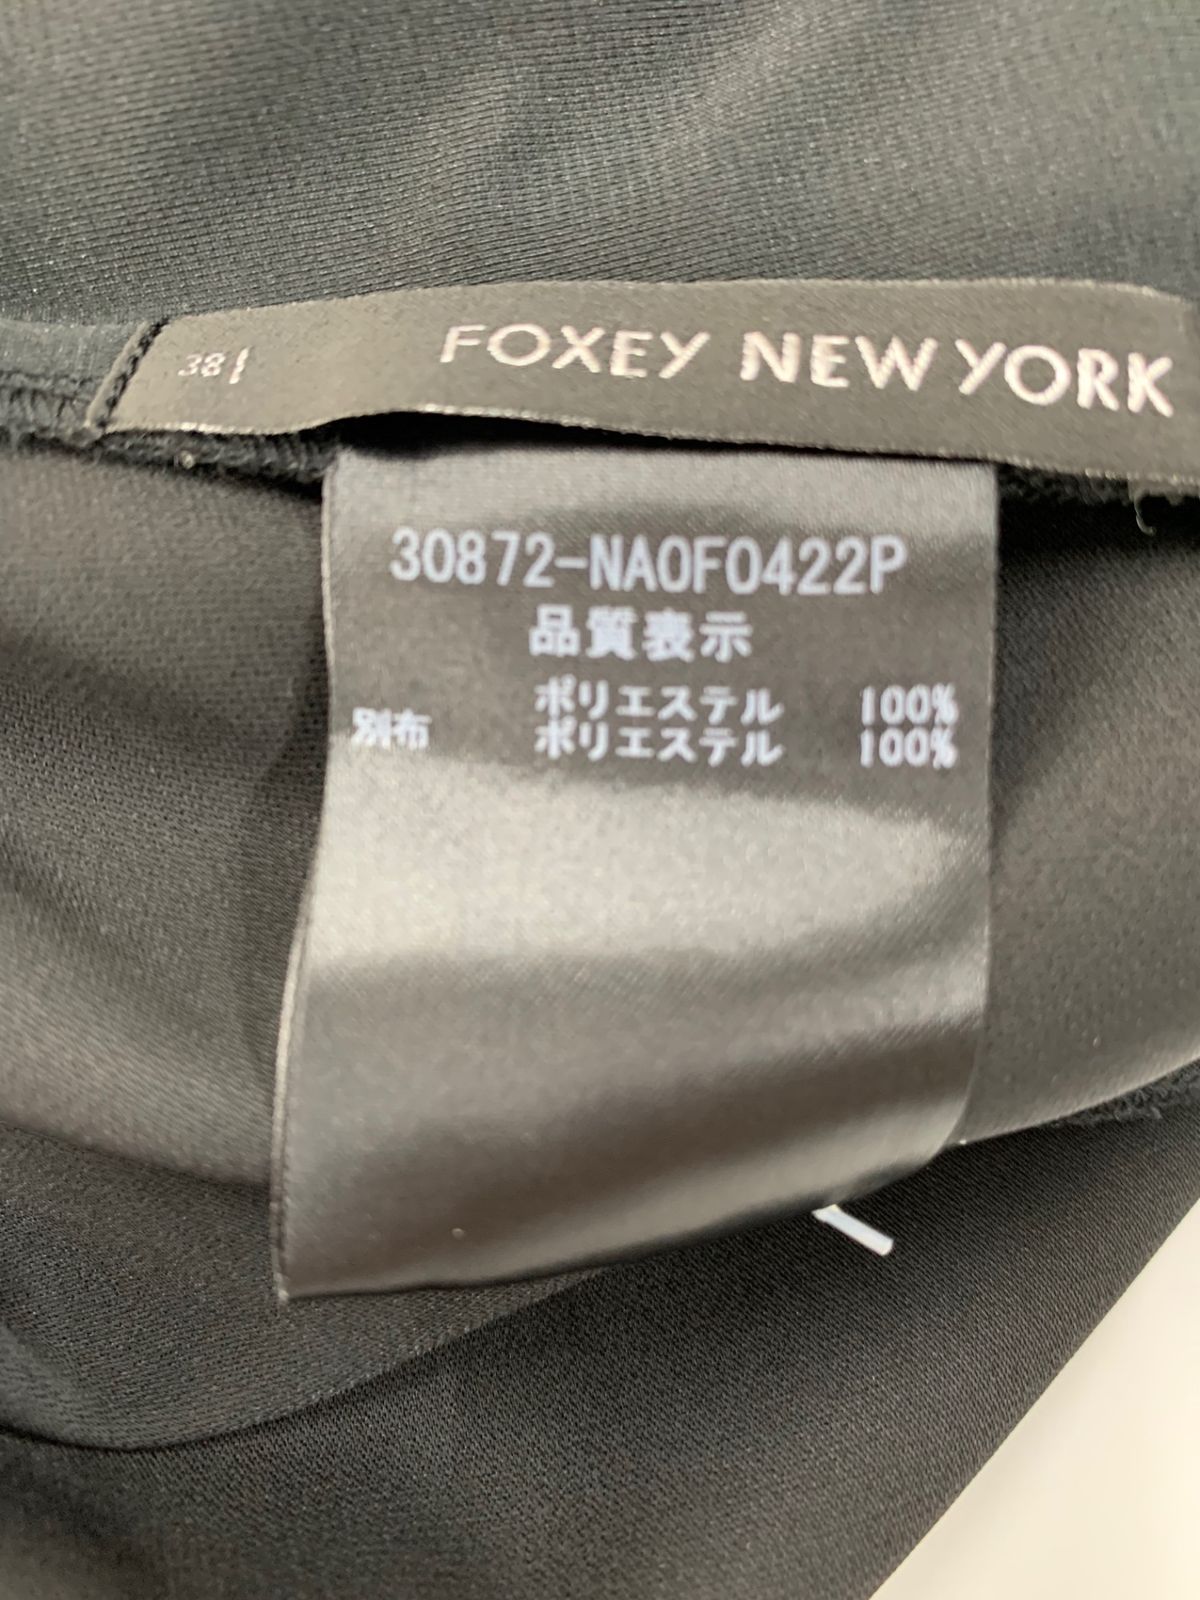 38
FOXEY NEW YORK
30872-NA0F0422P
品質表示
ポリエステル 100%
別布 ポリエステル 100%